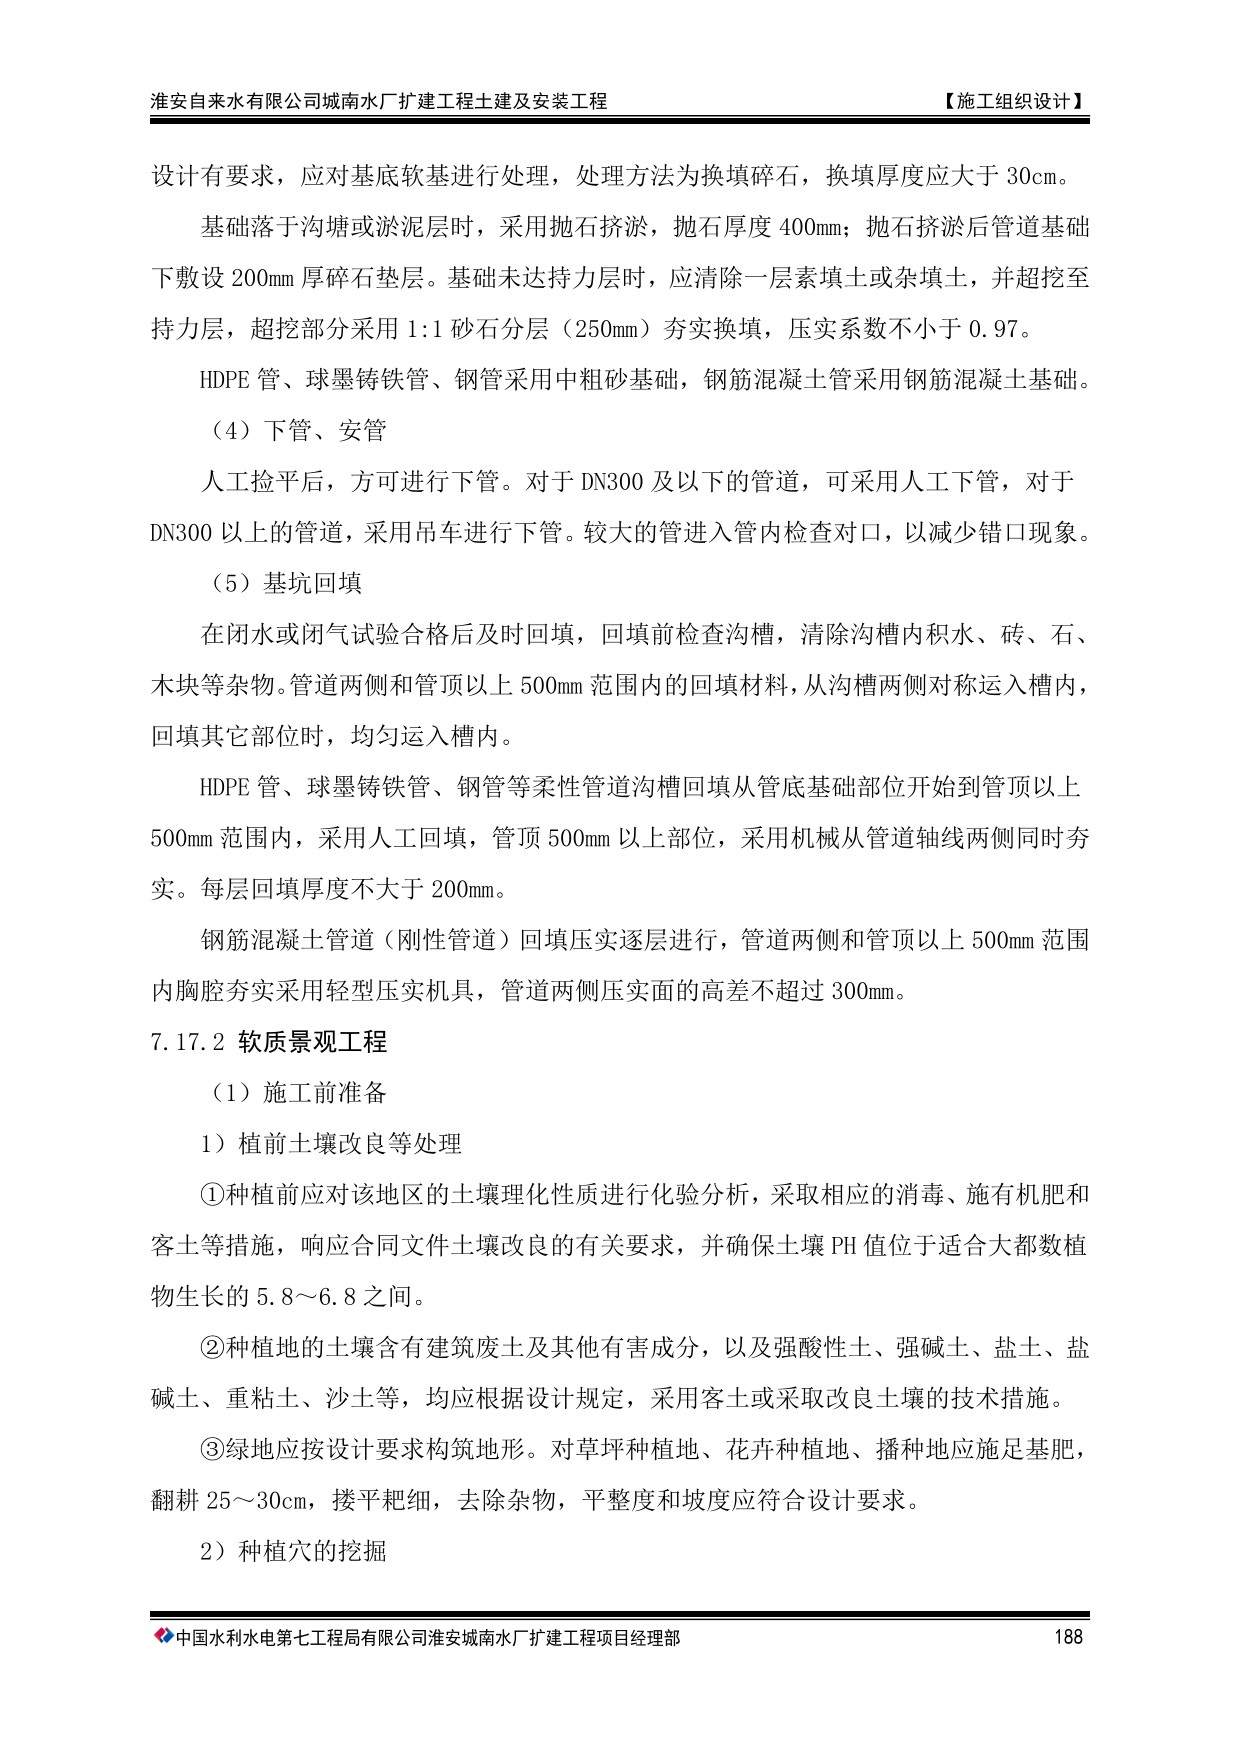 淮安自来水有限公司城南水厂扩建工程土建及安装工程 【施工组织设计】
设计有要求，应对基底软基进行处理，处理方法为换填碎石，换填厚度应大于 30cm。
基础落于沟塘或淤泥层时，采用抛石挤淤，抛石厚度 400mm；抛石挤淤后管道基础
下敷设 200mm 厚碎石垫层。基础未达持力层时，应清除一层素填土或杂填土，并超挖至
持力层，超挖部分采用 1:1 砂石分层（250mm）夯实换填，压实系数不小于 0.97。
HDPE 管、球墨铸铁管、钢管采用中粗砂基础，钢筋混凝土管采用钢筋混凝土基础。
（4）下管、安管
人工捡平后，方可进行下管。对于 DN300 及以下的管道，可采用人工下管，对于
DN300 以上的管道，采用吊车进行下管。较大的管进入管内检查对口，以减少错口现象。
（5）基坑回填
在闭水或闭气试验合格后及时回填，回填前检查沟槽，清除沟槽内积水、砖、石、
木块等杂物。管道两侧和管顶以上 500mm 范围内的回填材料，从沟槽两侧对称运入槽内，
回填其它部位时，均匀运入槽内。
HDPE 管、球墨铸铁管、钢管等柔性管道沟槽回填从管底基础部位开始到管顶以上
500mm 范围内，采用人工回填，管顶 500mm 以上部位，采用机械从管道轴线两侧同时夯
实。每层回填厚度不大于 200mm。
钢筋混凝土管道（刚性管道）回填压实逐层进行，管道两侧和管顶以上 500mm 范围
内胸腔夯实采用轻型压实机具，管道两侧压实面的高差不超过 300mm。
7.17.2 软质景观工程
（1）施工前准备
1）植前土壤改良等处理
①种植前应对该地区的土壤理化性质进行化验分析，采取相应的消毒、施有机肥和
客土等措施，响应合同文件土壤改良的有关要求，并确保土壤 PH 值位于适合大都数植
物生长的 5.8～6.8 之间。
②种植地的土壤含有建筑废土及其他有害成分，以及强酸性土、强碱土、盐土、盐
碱土、重粘土、沙土等，均应根据设计规定，采用客土或采取改良土壤的技术措施。
③绿地应按设计要求构筑地形。对草坪种植地、花卉种植地、播种地应施足基肥，
翻耕 25～30cm，搂平耙细，去除杂物，平整度和坡度应符合设计要求。
2）种植穴的挖掘
中国水利水电第七工程局有限公司淮安城南水厂扩建工程项目经理部 188